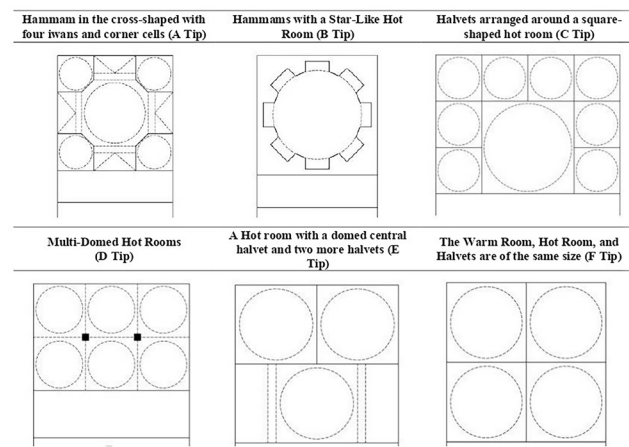 Hammam in the cross-shaped with
four iwans and corner cells (A Tip)
Hammams with a Star-Like Hot
Room (B Tip)
Halvets arranged around a square-
shaped hot room (C Tip)
Multi-Domed Hot Rooms
(D Tip)
A Hot room with a domed central
halvet and two more halvets (E
Tip)
The Warm Room, Hot Room, and
Halvets are of the same size (F Tip)